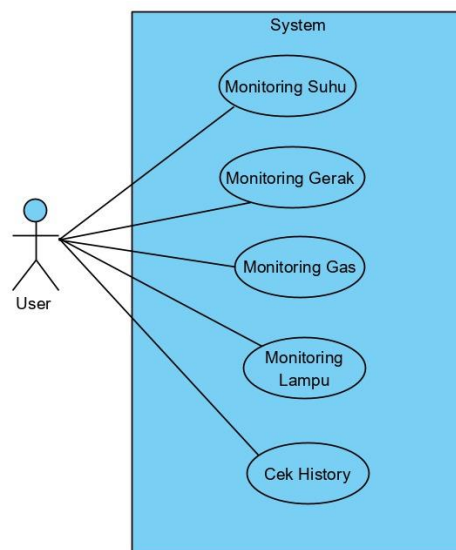 System
Monitoring Suhu
Monitoring Gerak
Monitoring Gas
User
Monitoring
Lampu
Cek History